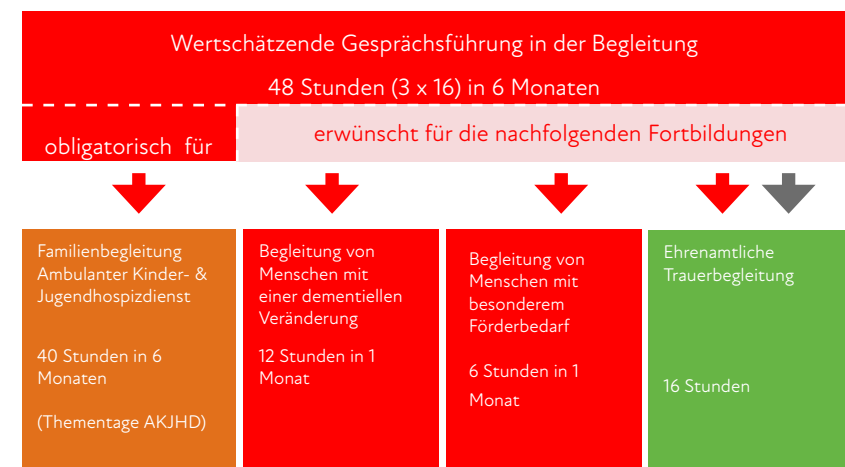 Wertschätzende Gesprächsführung in der Begleitung
48 Stunden (3 x 16) in 6 Monaten
obligatorisch für
erwünscht für die nachfolgenden Fortbildungen
Familienbegleitung
Ambulanter Kinder- &
Jugendhospizdienst
40 Stunden in 6
Monaten
(Thementage AKJHD)
Begleitung von
Menschen mit
einer dementiellen
Veränderung
12 Stunden in 1
Monat
Begleitung von
Menschen mit
besonderem
Förderbedarf
6 Stunden in 1
Monat
Ehrenamtliche
Trauerbegleitung
16 Stunden